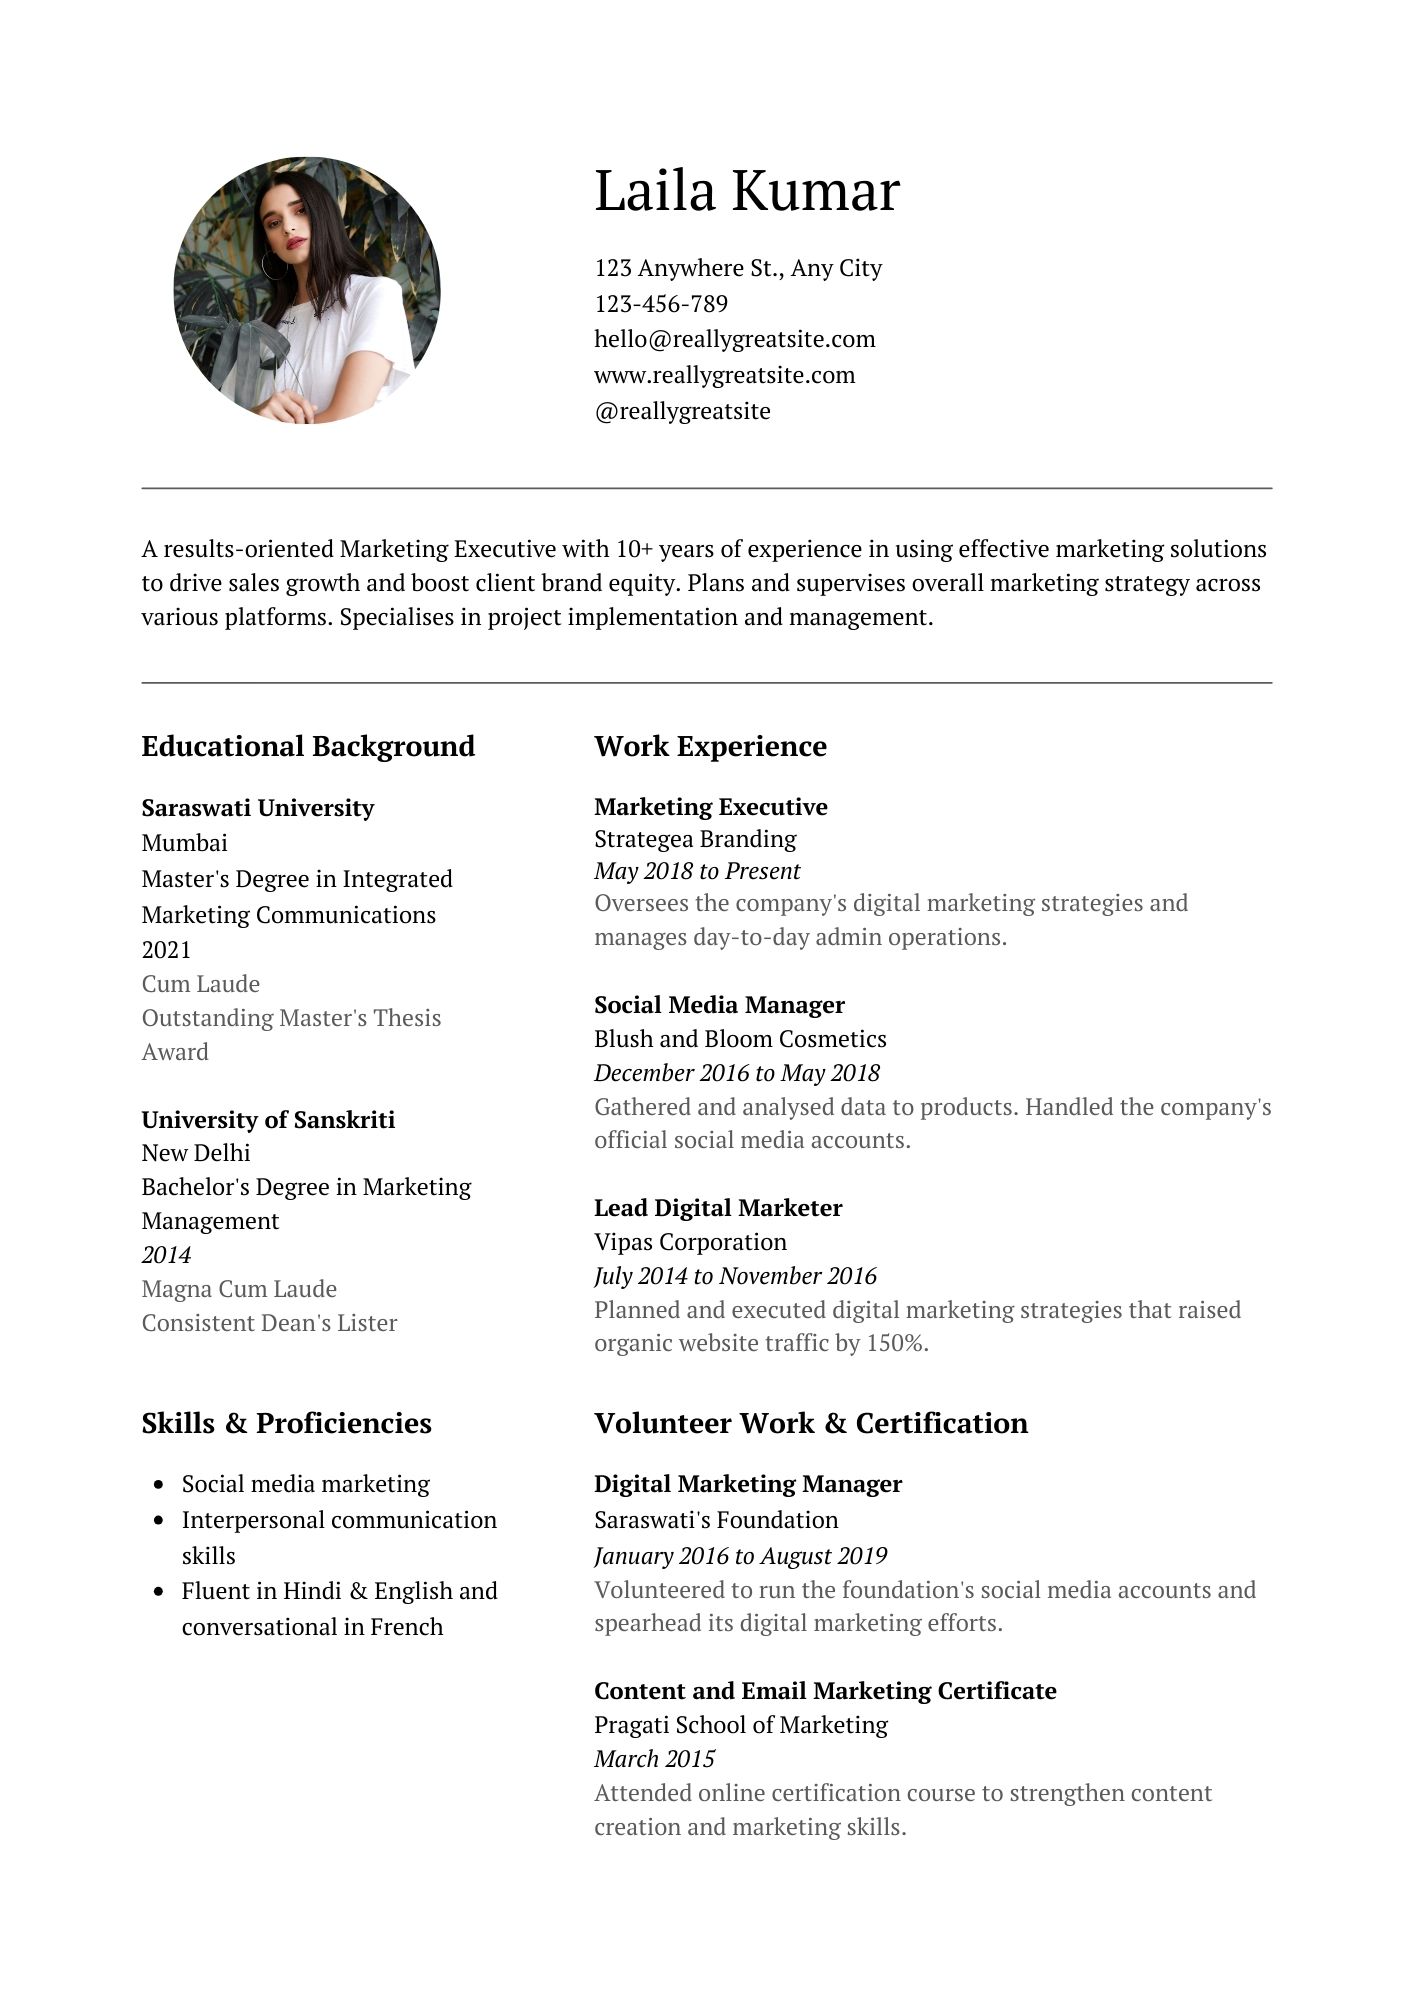 Laila Kumar
123 Anywhere St., Any City
123-456-789
hello@reallygreatsite.com
www.reallygreatsite.com
@reallygreatsite
A results-oriented Marketing Executive with 10+ years of experience in using effective marketing solutions
to drive sales growth and boost client brand equity. Plans and supervises overall marketing strategy across
various platforms. Specialises in project implementation and management.
Educational Background
Saraswati University
Mumbai
Master's Degree in Integrated
Marketing Communications
2021
Cum Laude
Outstanding Master's Thesis
Award
University of Sanskriti
New Delhi
Bachelor's Degree in Marketing
Management
2014
Magna Cum Laude
Consistent Dean's Lister
Skills & Proficiencies
• Social media marketing
• Interpersonal communication
skills
• Fluent in Hindi & English and
conversational in French
Work Experience
Marketing Executive
Strategea Branding
May 2018 to Present
Oversees the company's digital marketing strategies and
manages day-to-day admin operations.
Social Media Manager
Blush and Bloom Cosmetics
December 2016 to May 2018
Gathered and analysed data to products. Handled the company's
official social media accounts.
Lead Digital Marketer
Vipas Corporation
July 2014 to November 2016
Planned and executed digital marketing strategies that raised
organic website traffic by 150%.
Volunteer Work & Certification
Digital Marketing Manager
Saraswati's Foundation
January 2016 to August 2019
Volunteered to run the foundation's social media accounts and
spearhead its digital marketing efforts.
Content and Email Marketing Certificate
Pragati School of Marketing
March 2015
Attended online certification course to strengthen content
creation and marketing skills.